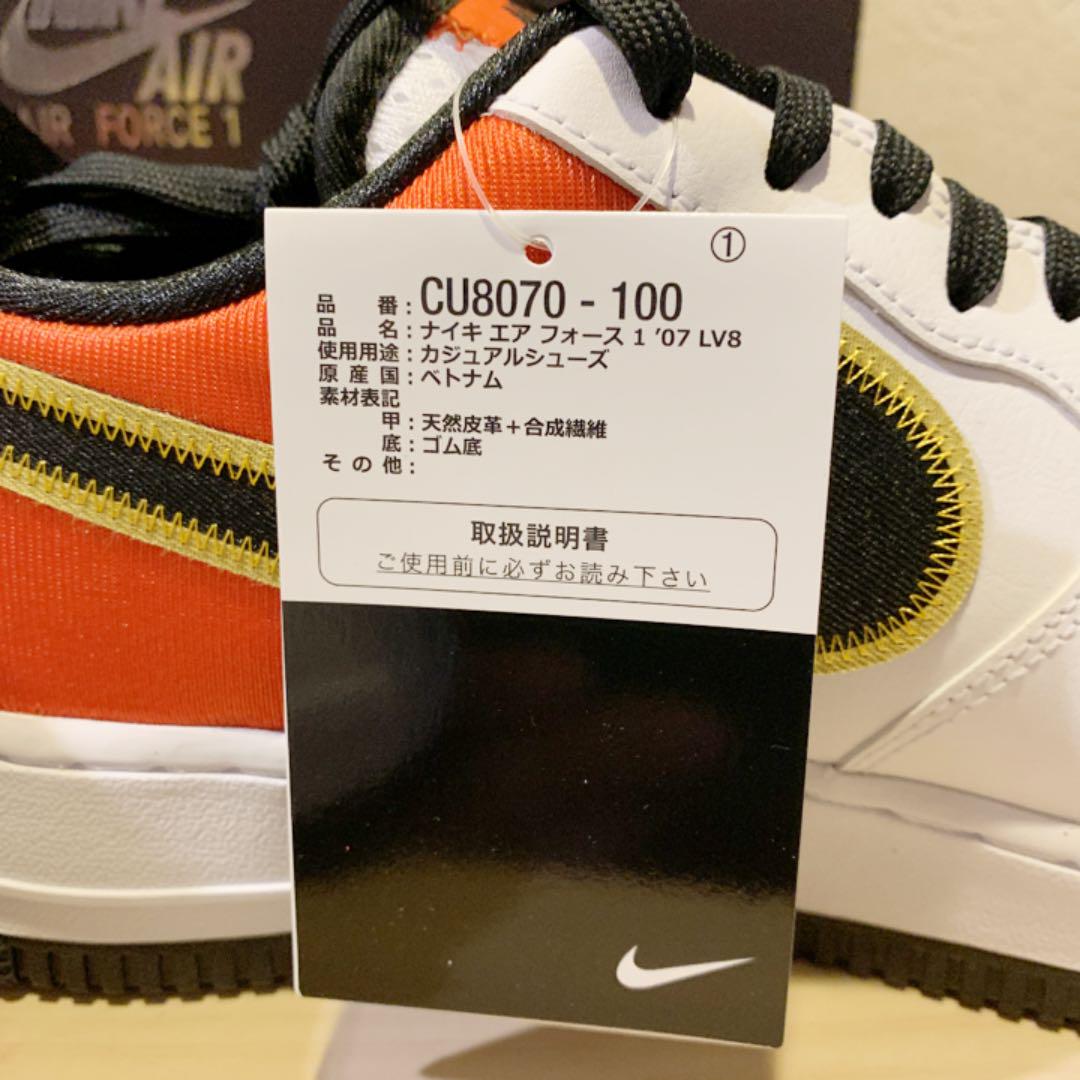 AIR
AIR FORCE 1
①
品番：CU8070 - 100
品名：ナイキ エア フォース 1 '07 LV8
使用用途：カジュアルシューズ
原産国：ベトナム
素材表記
甲：天然皮革＋合成繊維
底：ゴム底
その他：
取扱説明書
ご使用前に必ずお読み下さい